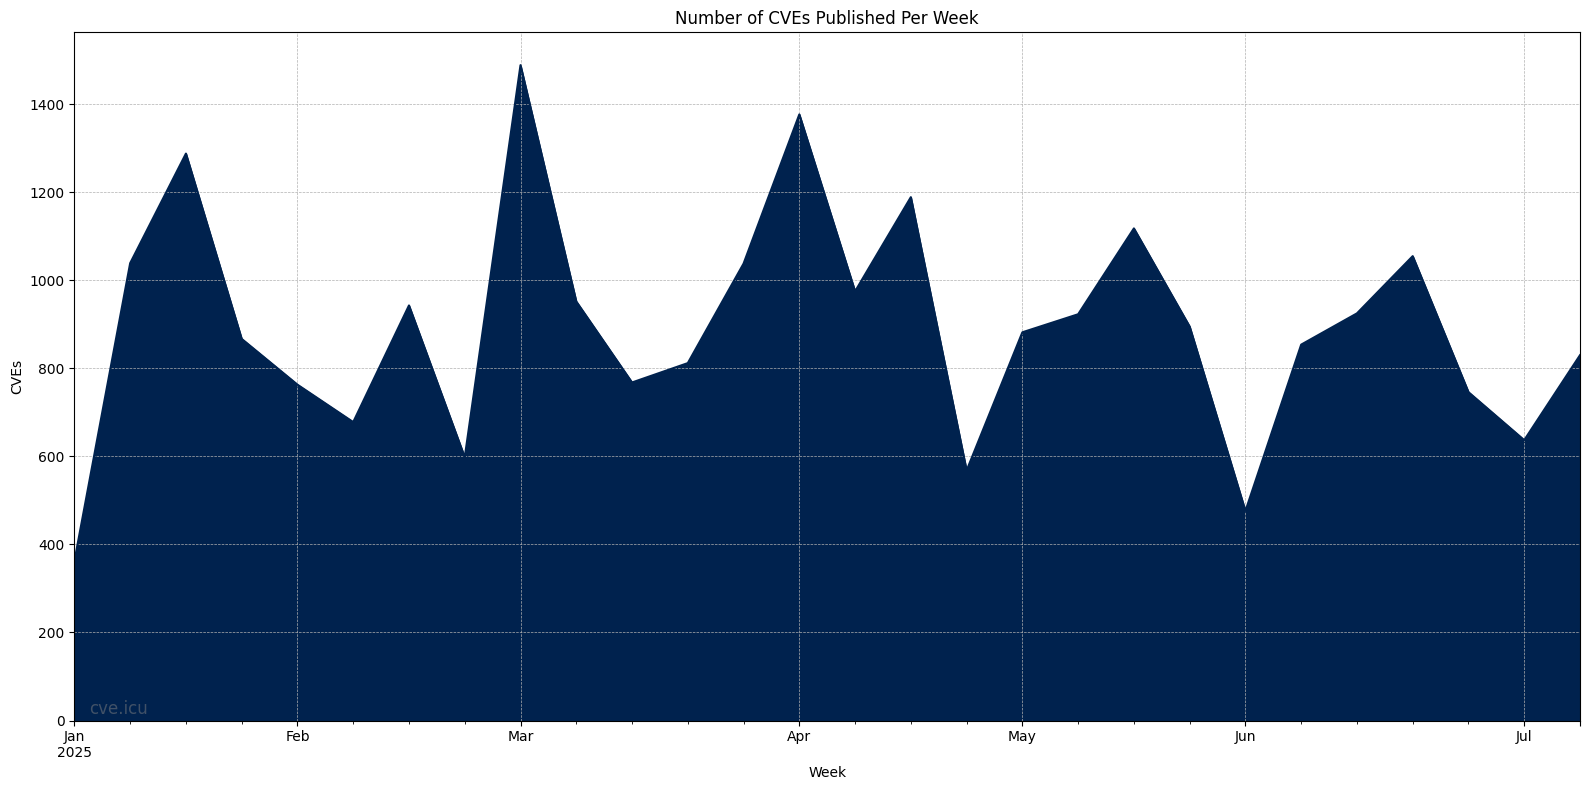 Number of CVEs Published Per Week
1400
1200
1000
800
600
400
200
0
CVEs
cve.icu
Jan Feb Mar Apr May Jun Jul
2025
Week